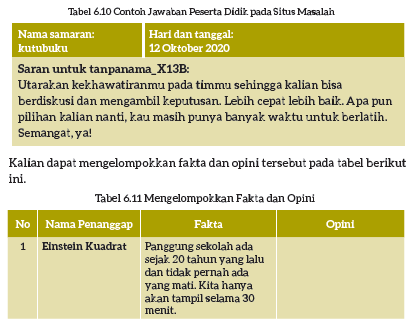 Tabel 6.10 Contoh Jawaban Peserta Didik pada Situs Masalah
Nama samaran:
kutubuku
Hari dan tanggal:
12 Oktober 2020
Saran untuk tanpanama_X13B:
Utarakan kekhawatiranmu pada timmu sehingga kalian bisa
berdiskusi dan mengambil keputusan. Lebih cepat lebih baik. Apa pun
pilihan kalian nanti, kau masih punya banyak waktu untuk berlatih.
Semangat, ya!
Kalian dapat mengelompokkan fakta dan opini tersebut pada tabel berikut
ini.
Tabel 6.11 Mengelompokkan Fakta dan Opini
No Nama Penanggap Fakta Opini
1 Einstein Kuadrat Panggung sekolah ada
sejak 20 tahun yang lalu
dan tidak pernah ada
yang mati. Kita hanya
akan tampil selama 30
menit.